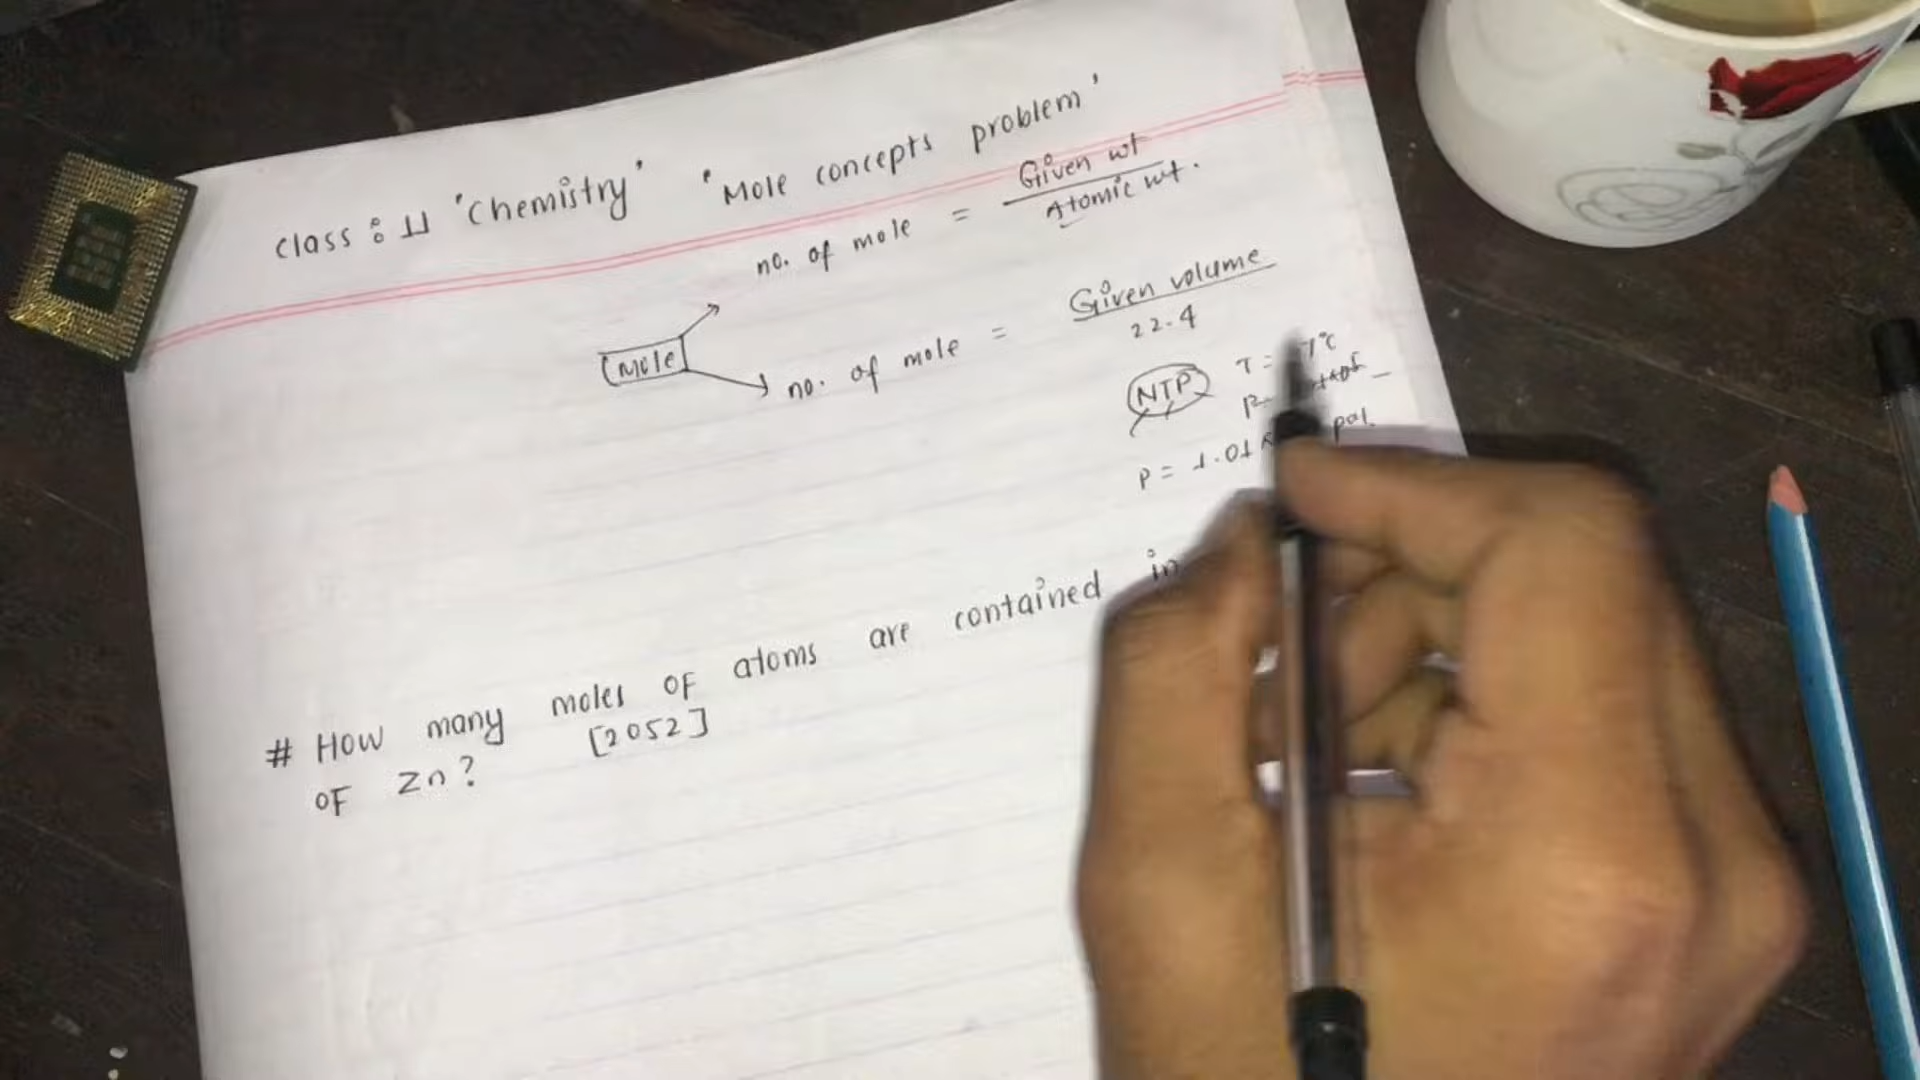 class : 11 'chemistry' 'Mole concepts problem'
no. of mole = Given wt
Atomic wt.
[Mole]
no. of mole = Given volume
22.4
NTP T =
P = 1.01
# How many moles of atoms are contained in
of Zn? [2052]